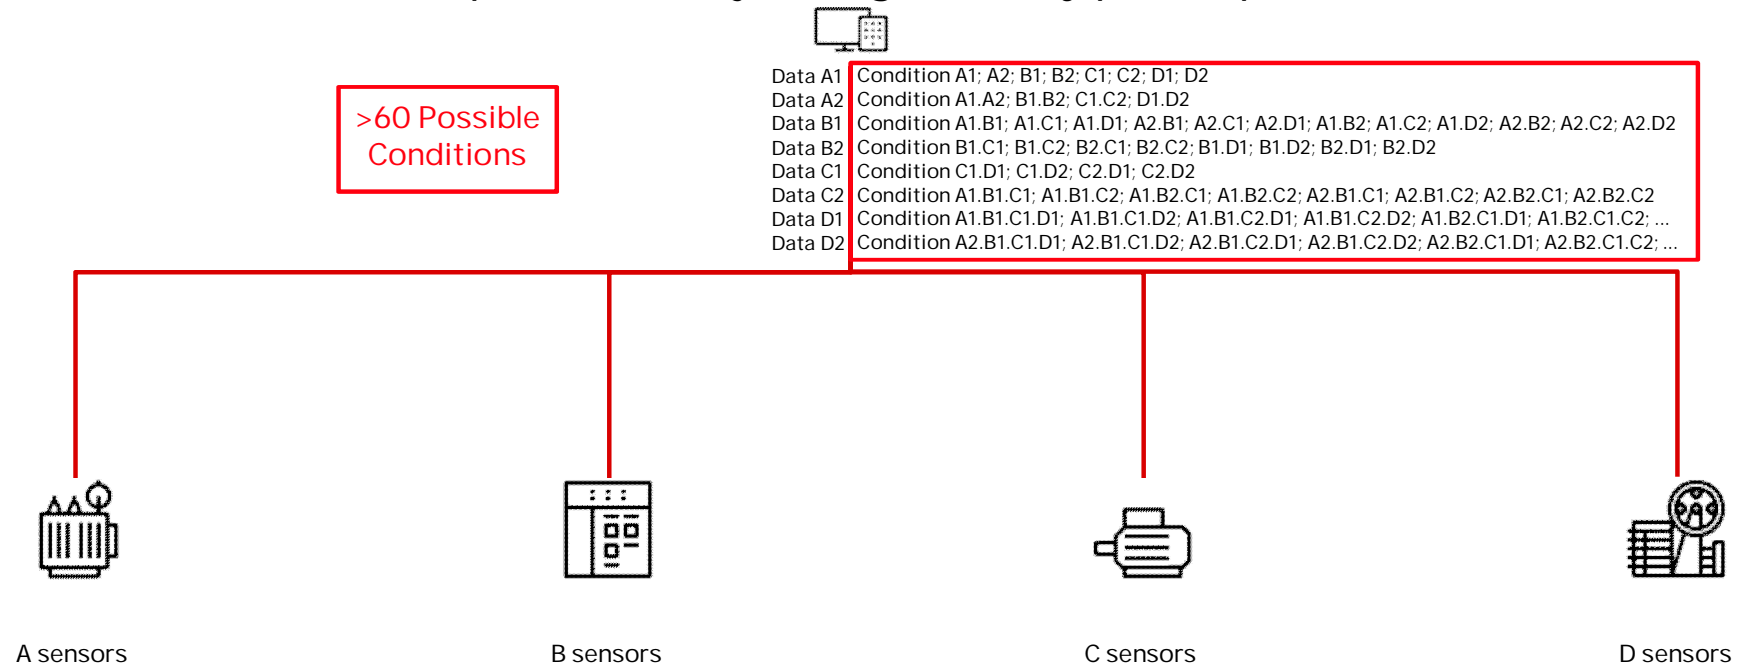 >60 Possible
Conditions
Data A1 Condition A1; A2; B1; B2; C1; C2; D1; D2
Data A2 Condition A1.A2; B1.B2; C1.C2; D1.D2
Data B1 Condition A1.B1; A1.C1; A1.D1; A2.B1; A2.C1; A2.D1; A1.B2; A1.C2; A1.D2; A2.B2; A2.C2; A2.D2
Data B2 Condition B1.C1; B1.C2; B2.C1; B2.C2; B1.D1; B1.D2; B2.D1; B2.D2
Data C1 Condition C1.D1; C1.D2; C2.D1; C2.D2
Data C2 Condition A1.B1.C1; A1.B1.C2; A1.B2.C1; A1.B2.C2; A2.B1.C1; A2.B1.C2; A2.B2.C1; A2.B2.C2
Data D1 Condition A1.B1.C1.D1; A1.B1.C1.D2; A1.B1.C2.D1; A1.B1.C2.D2; A1.B2.C1.D1; A1.B2.C1.C2; ...
Data D2 Condition A2.B1.C1.D1; A2.B1.C1.D2; A2.B1.C2.D1; A2.B1.C2.D2; A2.B2.C1.D1; A2.B2.C1.C2; ...
A sensors
B sensors
C sensors
D sensors